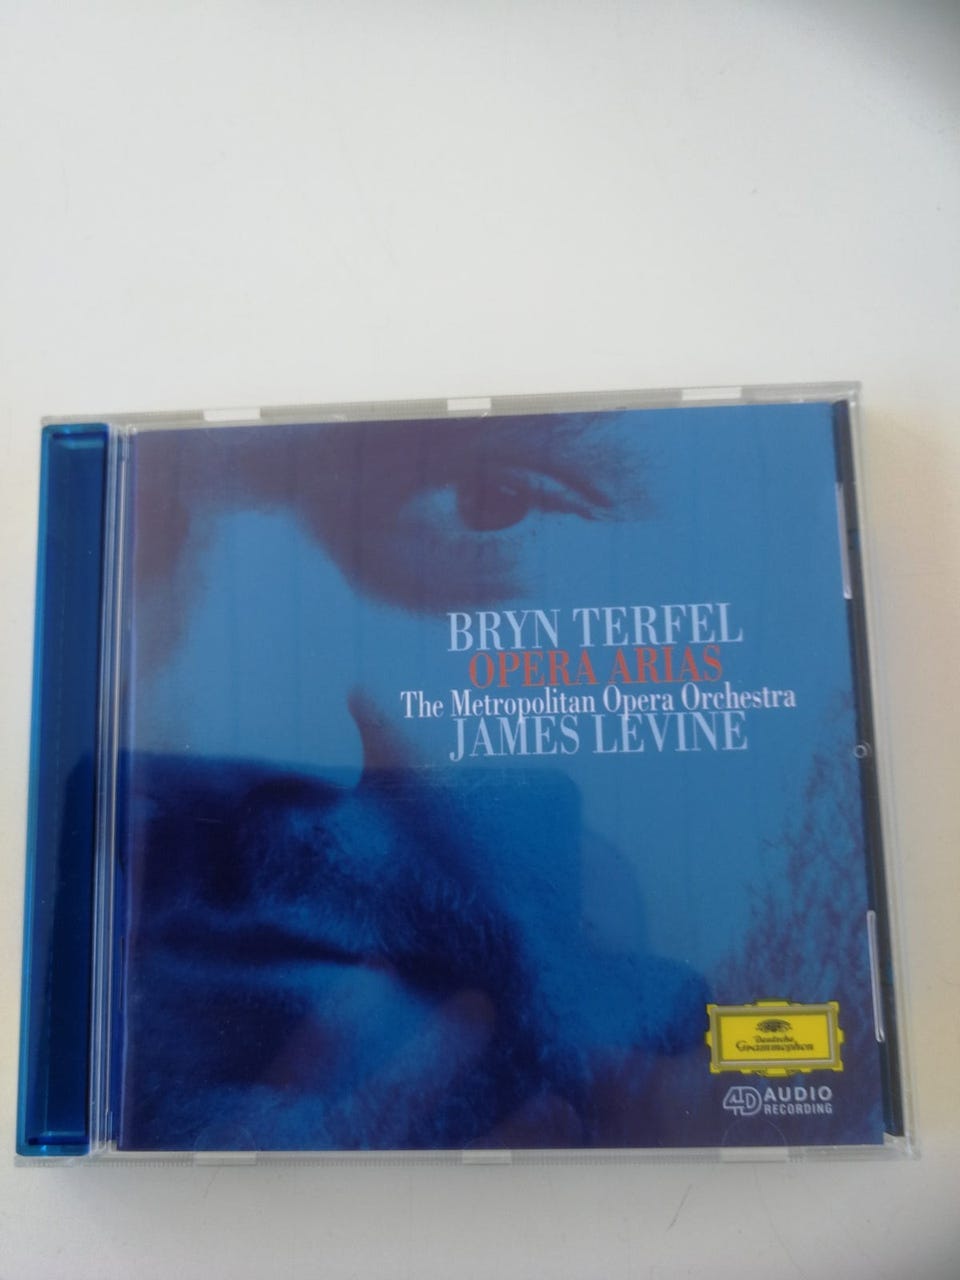 BRYN TERFEL
OPERA ARIAS
The Metropolitan Opera Orchestra
JAMES LEVINE
Deutsche
Grammophon
4D AUDIO
RECORDING